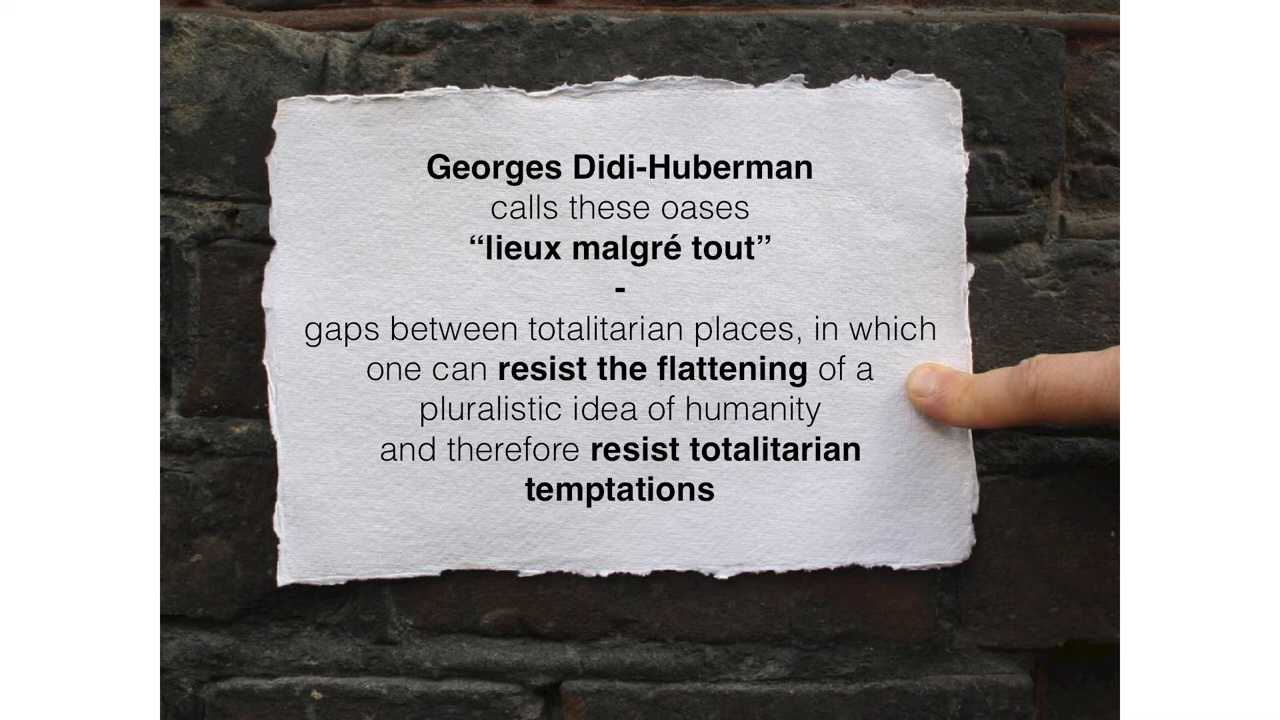 Georges Didi-Huberman
calls these oases
“lieux malgré tout”
-
gaps between totalitarian places, in which
one can resist the flattening of a
pluralistic idea of humanity
and therefore resist totalitarian
temptations